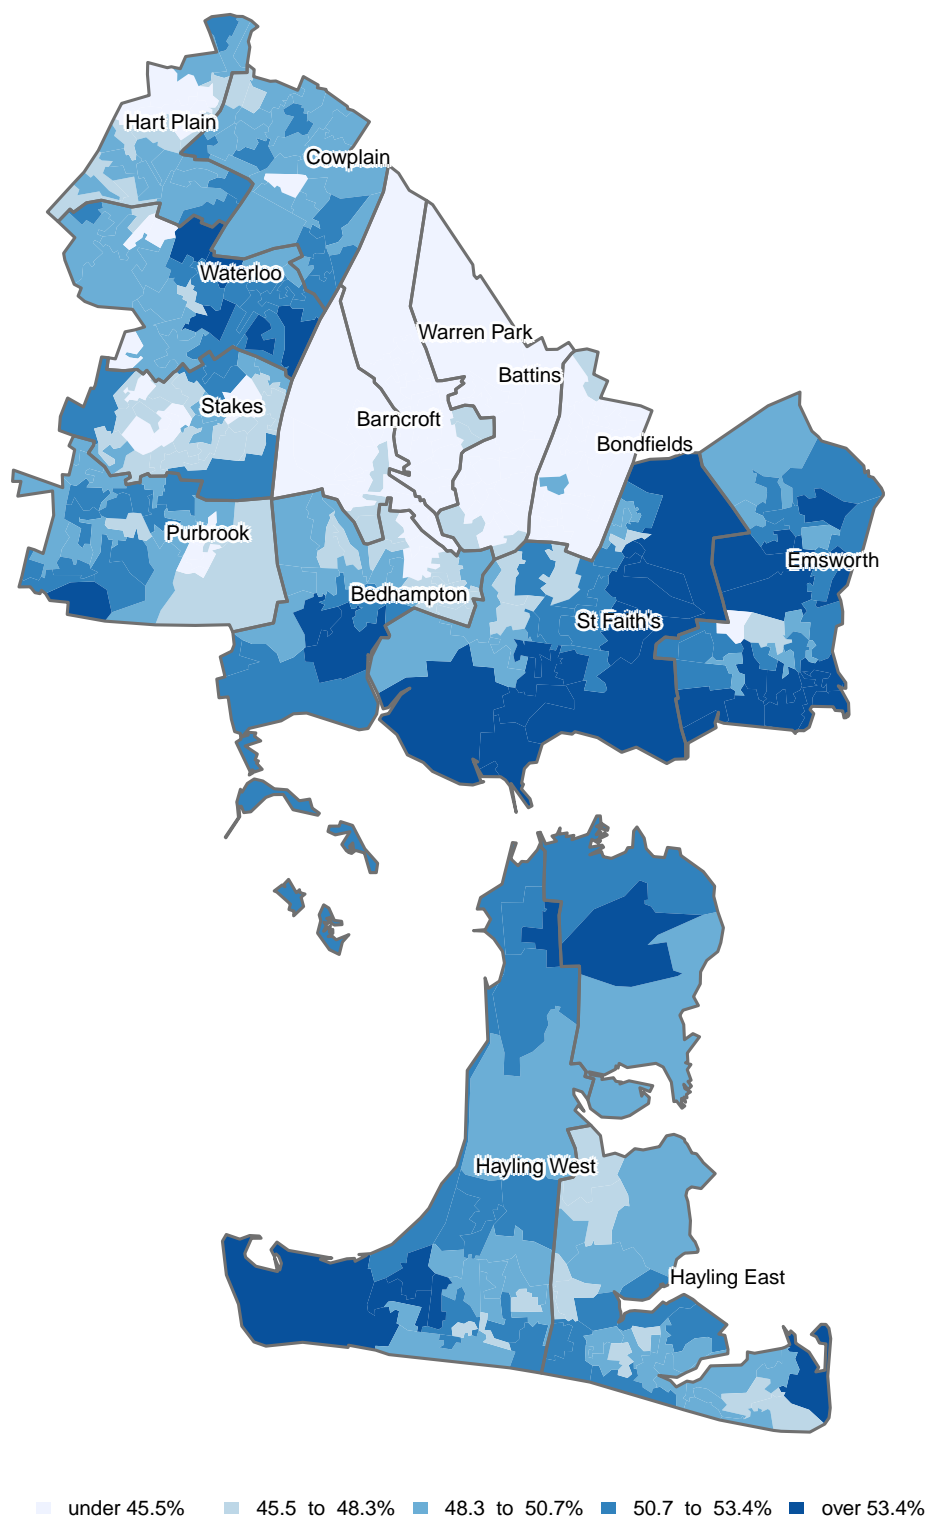 Hart Plain
Cowplain
Waterloo
Warren Park
Battins
Stakes
Barncroft
Bondfields
Purbrook
Emsworth
Bedhampton
St Faith's
Hayling West
Hayling East
under 45.5% 45.5 to 48.3% 48.3 to 50.7% 50.7 to 53.4% over 53.4%